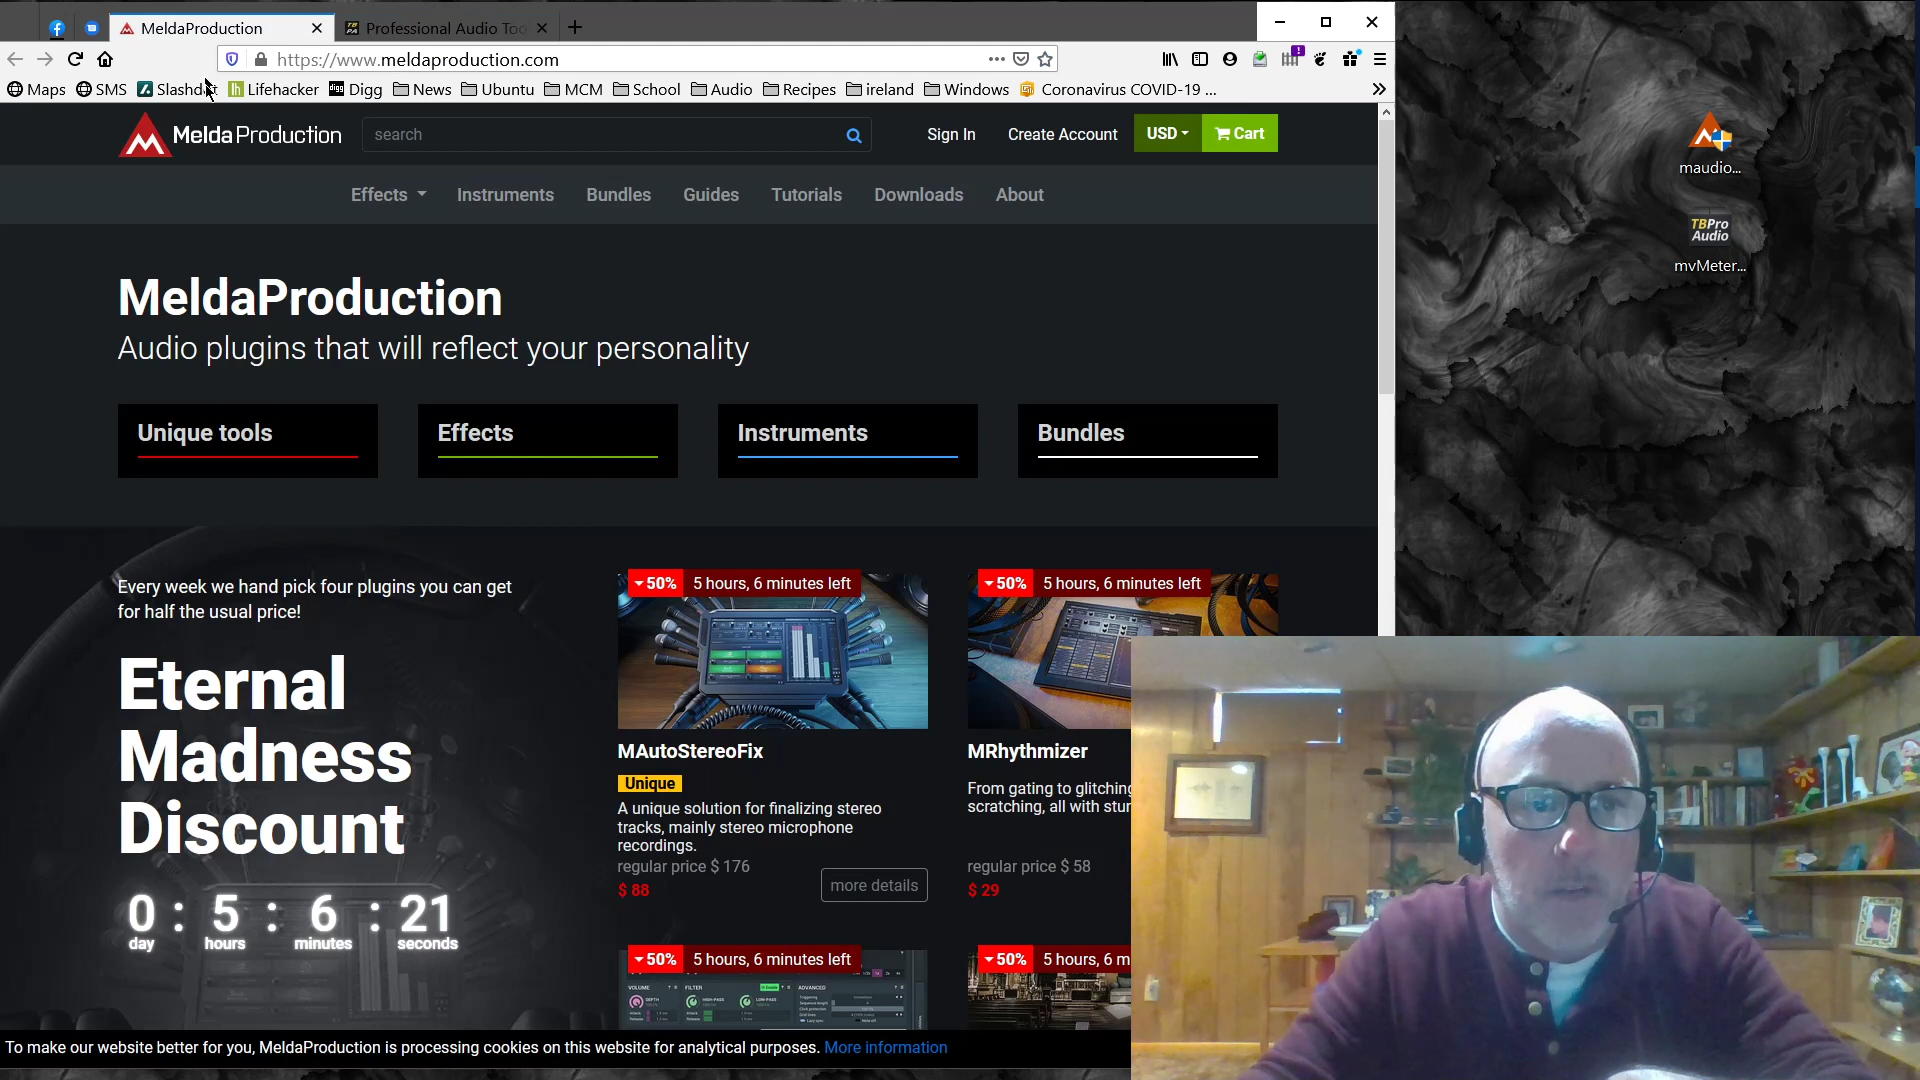 MeldaProduction
Professional Audio Too
https://www.meldaproduction.com
Maps
SMS
Slashdot
Lifehacker
Digg
News
Ubuntu
MCM
School
Audio
Recipes
ireland
Windows
Coronavirus COVID-19 ...
MeldaProduction
search
Sign In
Create Account
USD
Cart
Effects
Instruments
Bundles
Guides
Tutorials
Downloads
About
MeldaProduction
Audio plugins that will reflect your personality
Unique tools
Effects
Instruments
Bundles
Every week we hand pick four plugins you can get
for half the usual price!
Eternal
Madness
Discount
0 : 5 : 6 : 21
day hours minutes seconds
50% 5 hours, 6 minutes left
MAutoStereoFix
Unique
A unique solution for finalizing stereo
tracks, mainly stereo microphone
recordings.
regular price $ 176
$ 88
more details
50% 5 hours, 6 minutes left
MRhythmizer
From gating to glitching
scratching, all with stu
regular price $ 58
$ 29
50% 5 hours, 6 minutes left
VOLUME
FILTER
ADVANCED
50% 5 hours, 6 m
To make our website better for you, MeldaProduction is processing cookies on this website for analytical purposes. More information
maudio...
TBPro
Audio
mvMeter...